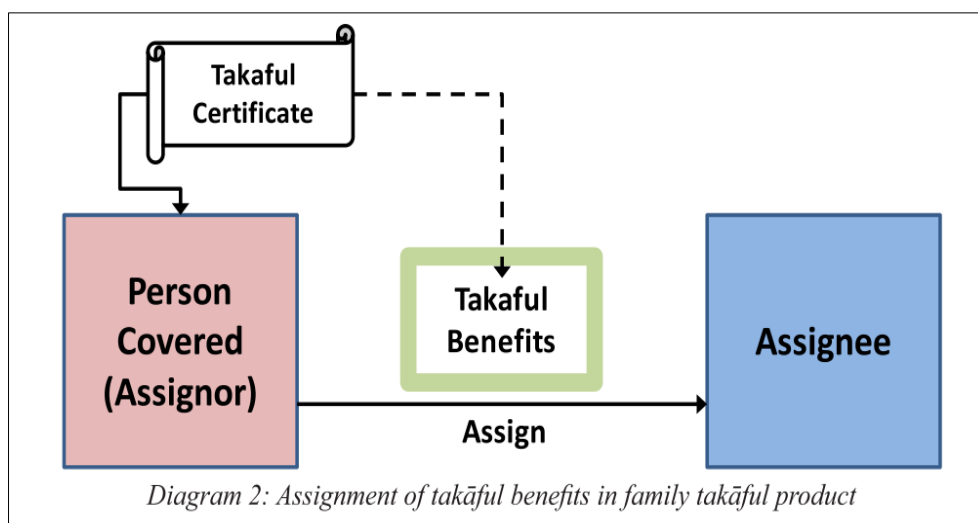 Takaful
Certificate
Person
Covered
(Assignor)
Takaful
Benefits
Assignee
Assign
Diagram 2: Assignment of takāful benefits in family takāful product